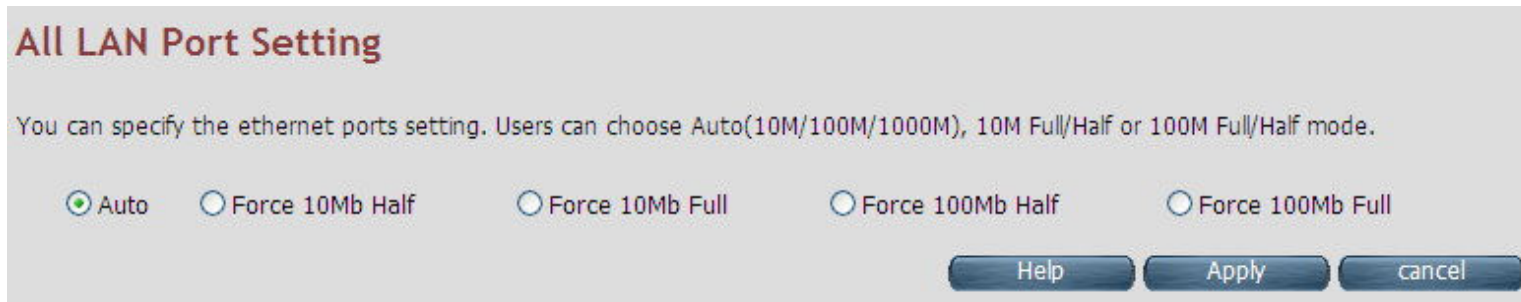 All LAN Port Setting
You can specify the ethernet ports setting. Users can choose Auto(10M/100M/1000M), 10M Full/Half or 100M Full/Half mode.
Auto Force 10Mb Half Force 10Mb Full Force 100Mb Half Force 100Mb Full
Help Apply cancel